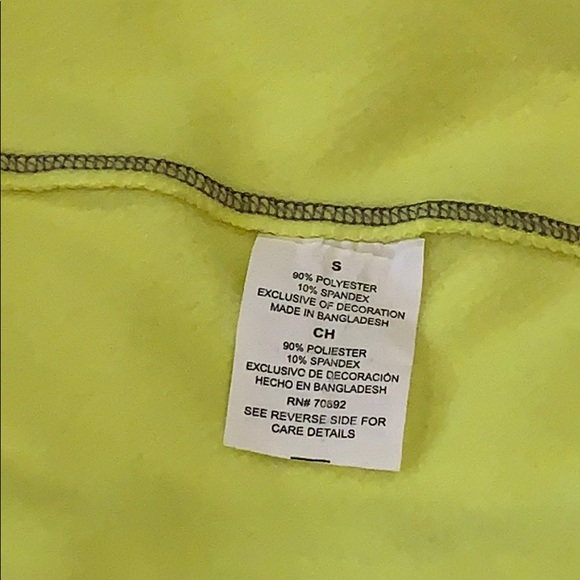 S
90% POLYESTER
10% SPANDEX
EXCLUSIVE OF DECORATION
MADE IN BANGLADESH
CH
90% POLIESTER
10% SPANDEX
EXCLUSIVO DE DECORACIÓN
HECHO EN BANGLADESH
RN# 70892
SEE REVERSE SIDE FOR
CARE DETAILS